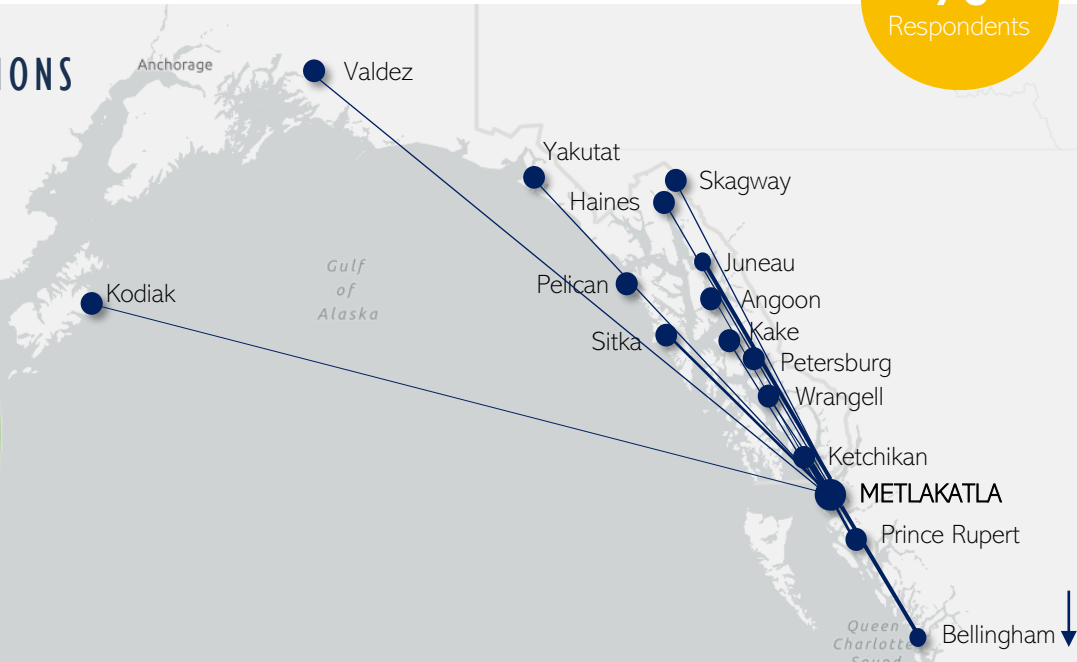 Respondents
IONS
Anchorage
Valdez
Yakutat
Skagway
Haines
Juneau
Gulf
of
Alaska
Pelican
Kodiak
Angoon
Kake
Sitka
Petersburg
Wrangell
Ketchikan
METLAKATLA
Prince Rupert
Queen
Charlotte
Sound
Bellingham